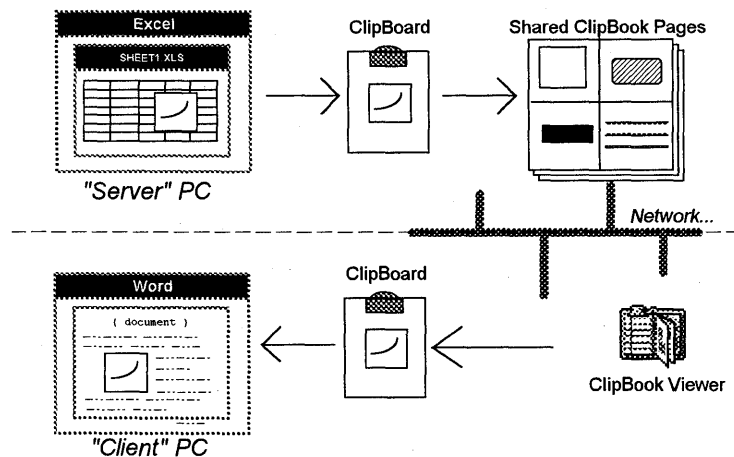 Excel
ClipBoard
Shared ClipBook Pages
SHEET1 XLS
"Server" PC
Network...
Word
ClipBoard
( document )
ClipBook Viewer
"Client" PC